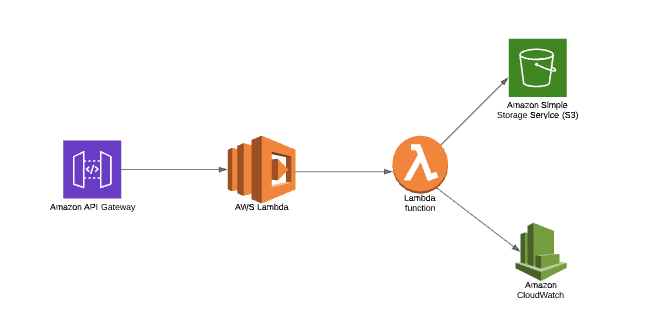 Amazon Simple
Storage Service (S3)
Amazon API Gateway
AWS Lambda
Lambda
function
Amazon
CloudWatch